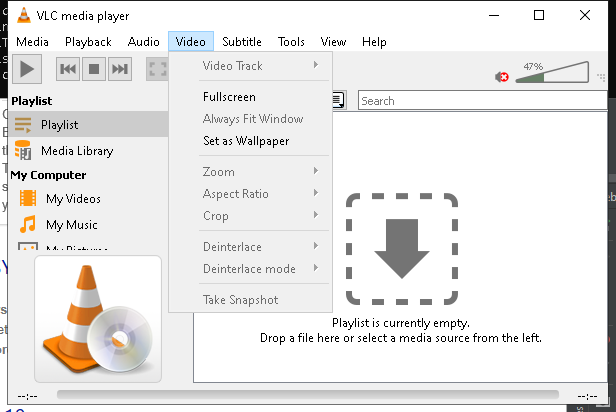 VLC media player
Media Playback Audio Video Subtitle Tools View Help
47%
Video Track
Fullscreen
Always Fit Window
Set as Wallpaper
Zoom
Aspect Ratio
Crop
Deinterlace
Deinterlace mode
Take Snapshot
Search
Playlist
Playlist
Media Library
My Computer
My Videos
My Music
My Pictures
Playlist is currently empty.
Drop a file here or select a media source from the left.
--:-- --:--